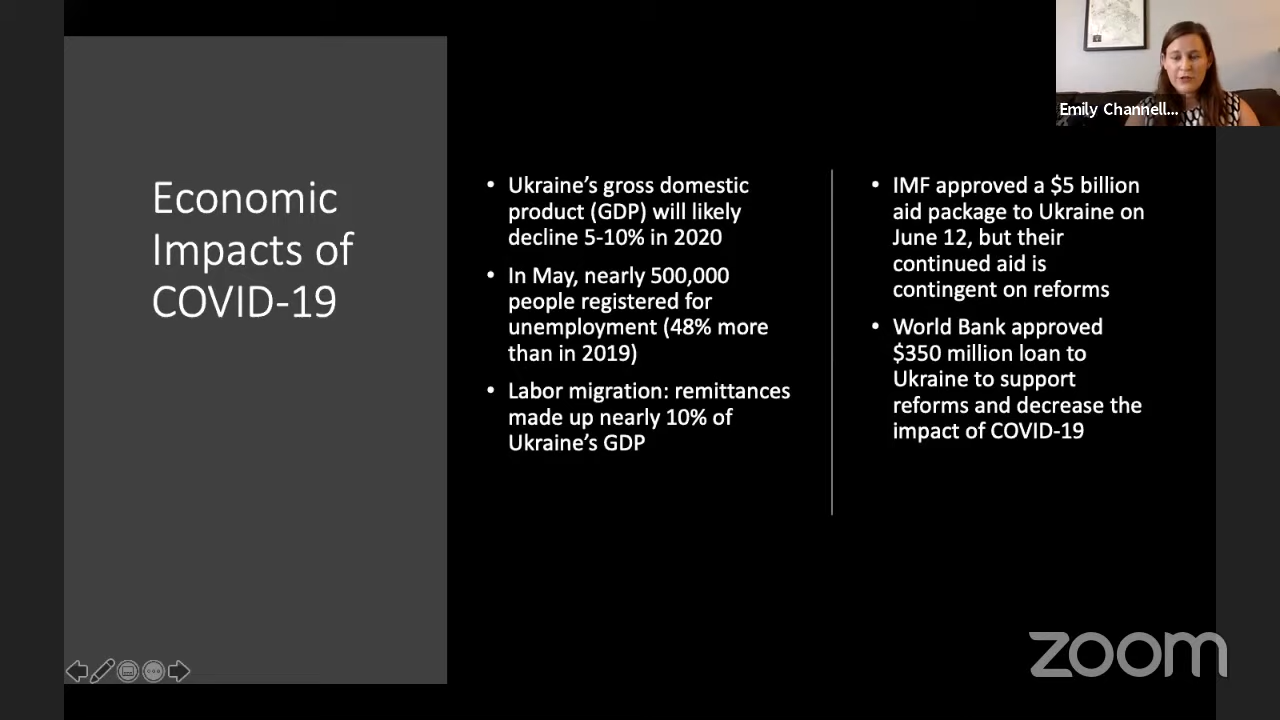 Economic
Impacts of
COVID-19
• Ukraine’s gross domestic
product (GDP) will likely
decline 5-10% in 2020
• In May, nearly 500,000
people registered for
unemployment (48% more
than in 2019)
• Labor migration: remittances
made up nearly 10% of
Ukraine’s GDP
• IMF approved a $5 billion
aid package to Ukraine on
June 12, but their
continued aid is
contingent on reforms
• World Bank approved
$350 million loan to
Ukraine to support
reforms and decrease the
impact of COVID-19
Emily Channell...
zoom